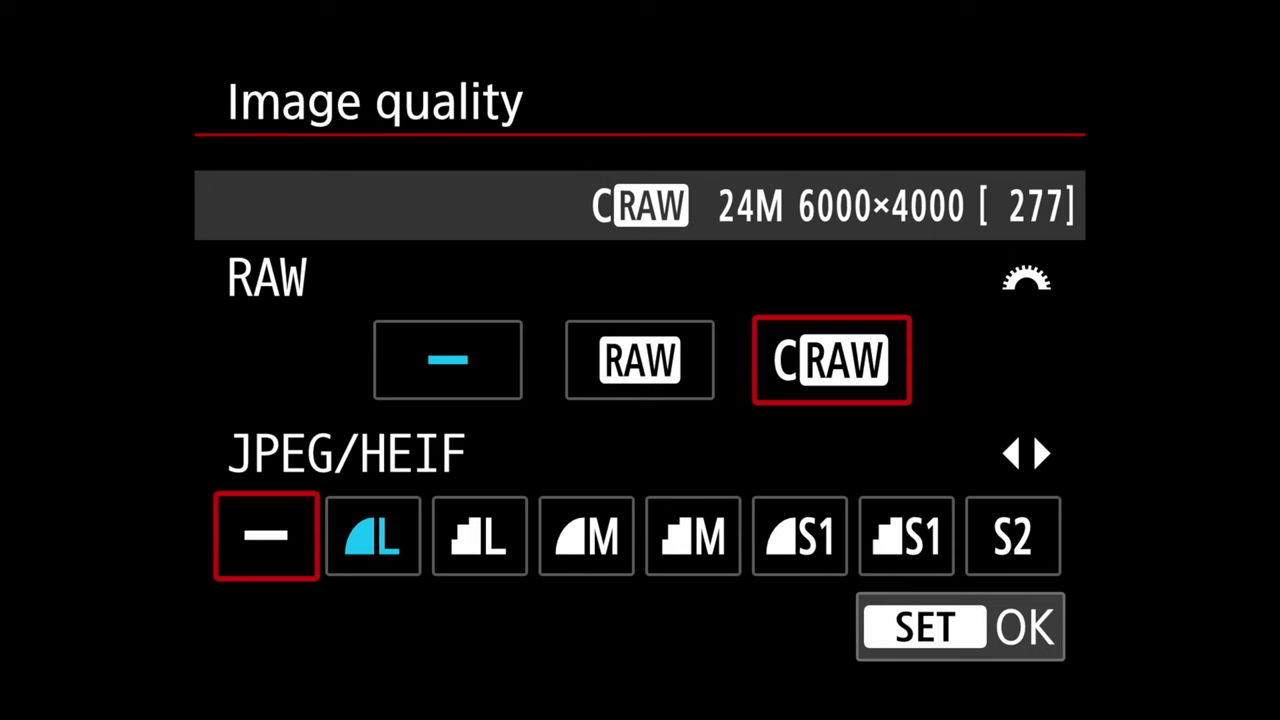 Image quality
CRAW 24M 6000×4000 [ 277]
RAW
RAW CRAW
JPEG/HEIF
L L M M S1 S1 S2
SET OK